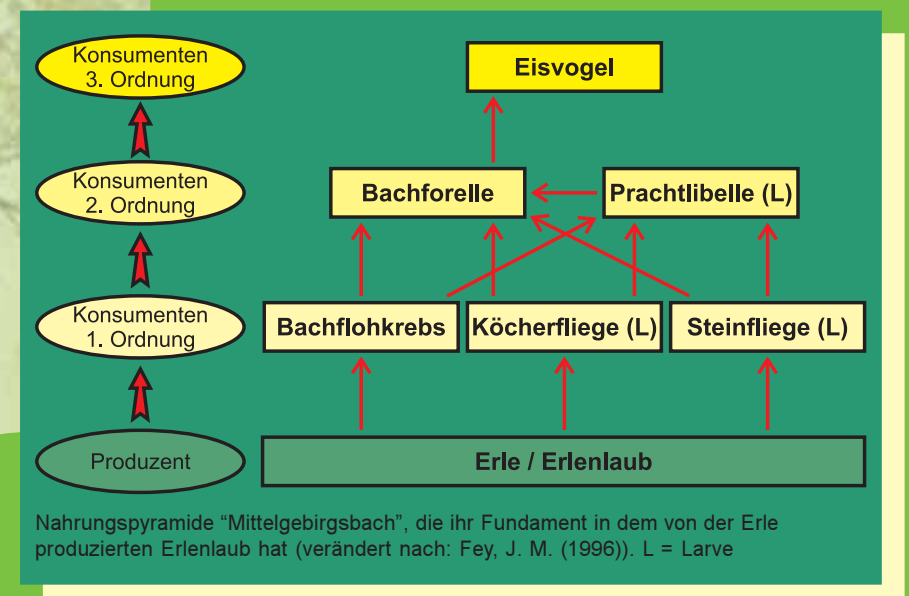 Konsumenten
3. Ordnung
Eisvogel
Konsumenten
2. Ordnung
Bachforelle
Prachtlibelle (L)
Konsumenten
1. Ordnung
Bachflohkrebs
Köcherfliege (L)
Steinfliege (L)
Produzent
Erle / Erlenlaub
Nahrungspyramide “Mittelgebirgsbach”, die ihr Fundament in dem von der Erle
produzierten Erlenlaub hat (verändert nach: Fey, J. M. (1996)). L = Larve